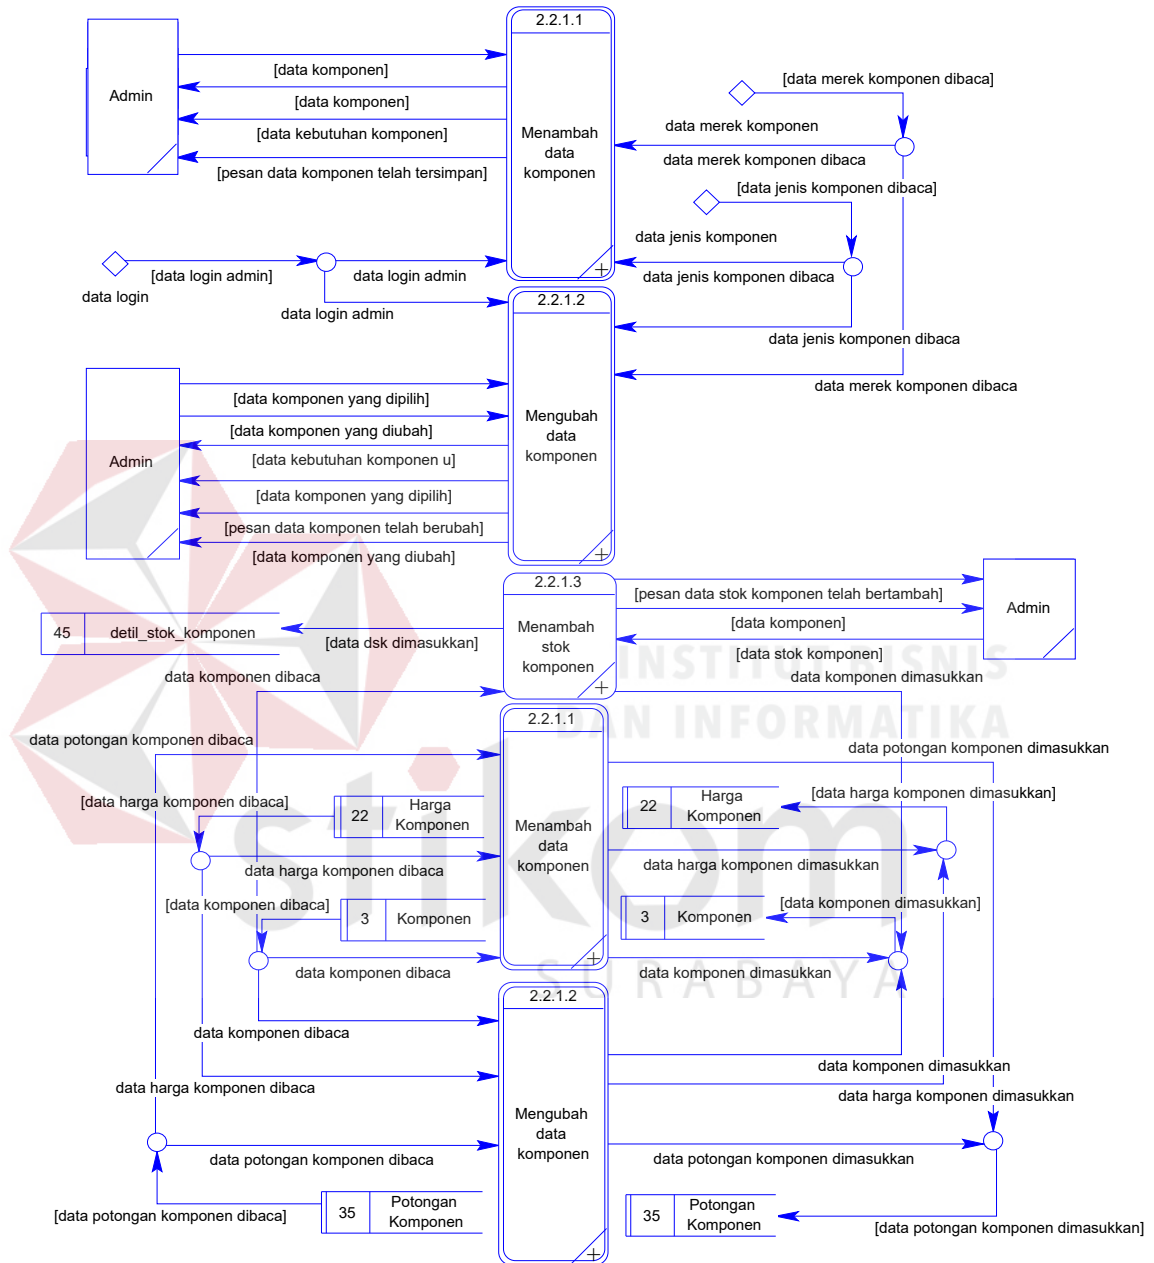 2.2.1.1
[data komponen]
[data merek komponen dibaca]
Admin
[data komponen]
data merek komponen
[data kebutuhan komponen]
Menambah
data
komponen
data merek komponen dibaca
[pesan data komponen telah tersimpan]
[data jenis komponen dibaca]
data jenis komponen
[data login admin]
data login admin
data jenis komponen dibaca
data login
2.2.1.2
data login admin
data jenis komponen dibaca
data merek komponen dibaca
[data komponen yang dipilih]
Mengubah
data
komponen
[data komponen yang diubah]
Admin
[data kebutuhan komponen u]
[data komponen yang dipilih]
[pesan data komponen telah berubah]
[data komponen yang diubah]
2.2.1.3
[pesan data stok komponen telah bertambah]
Admin
45
detil_stok_komponen
[data dsk dimasukkan]
Menambah
stok
komponen
[data komponen]
[data stok komponen]
INSTITUT BISNIS
data komponen dibaca
data komponen dimasukkan
DAN INFORMATIKA
2.2.1.1
data potongan komponen dibaca
data potongan komponen dimasukkan
[data harga komponen dibaca]
22
Harga
Komponen
22
Harga
Komponen
[data harga komponen dimasukkan]
Menambah
data
komponen
stikom
data harga komponen dibaca
data harga komponen dimasukkan
[data komponen dibaca]
3
Komponen
3
Komponen
[data komponen dimasukkan]
data komponen dibaca
data komponen dimasukkan
SURABAYA
2.2.1.2
data komponen dibaca
data komponen dimasukkan
data harga komponen dibaca
data harga komponen dimasukkan
Mengubah
data
komponen
data potongan komponen dibaca
data potongan komponen dimasukkan
[data potongan komponen dibaca]
35
Potongan
Komponen
35
Potongan
Komponen
[data potongan komponen dimasukkan]